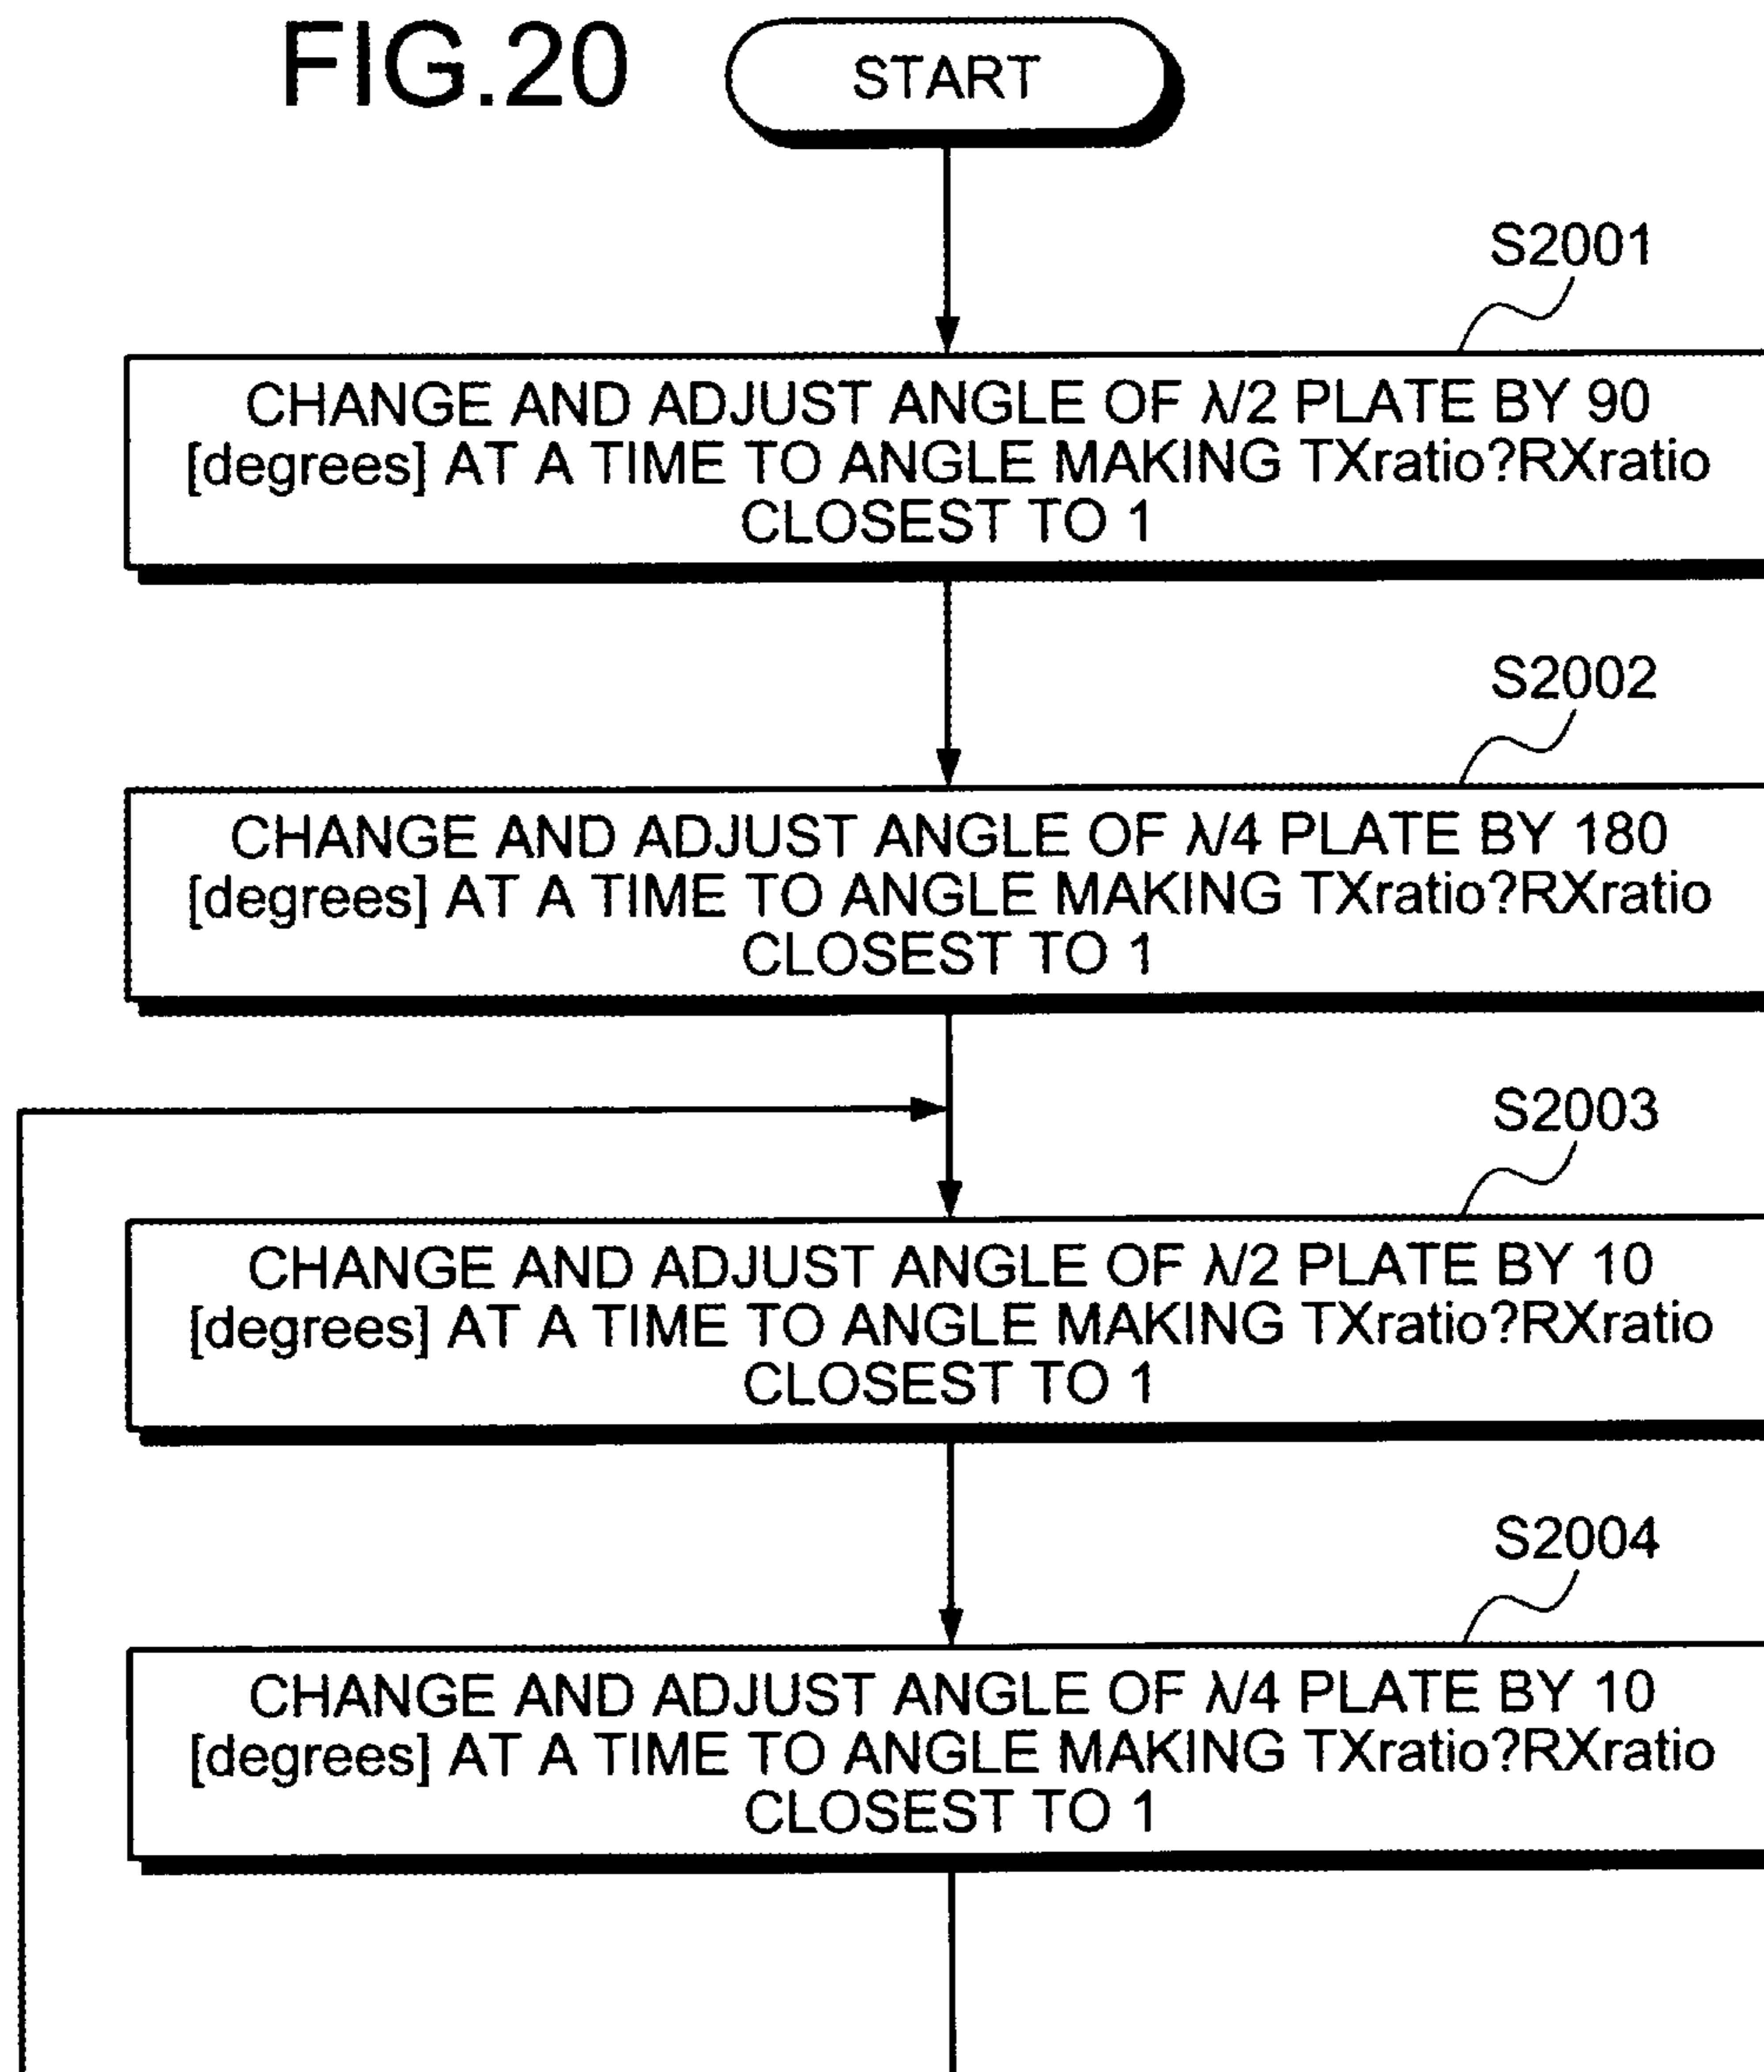 FIG.20
START
S2001
CHANGE AND ADJUST ANGLE OF λ/2 PLATE BY 90
[degrees] AT A TIME TO ANGLE MAKING TXratio?RXratio
CLOSEST TO 1
S2002
CHANGE AND ADJUST ANGLE OF λ/4 PLATE BY 180
[degrees] AT A TIME TO ANGLE MAKING TXratio?RXratio
CLOSEST TO 1
S2003
CHANGE AND ADJUST ANGLE OF λ/2 PLATE BY 10
[degrees] AT A TIME TO ANGLE MAKING TXratio?RXratio
CLOSEST TO 1
S2004
CHANGE AND ADJUST ANGLE OF λ/4 PLATE BY 10
[degrees] AT A TIME TO ANGLE MAKING TXratio?RXratio
CLOSEST TO 1